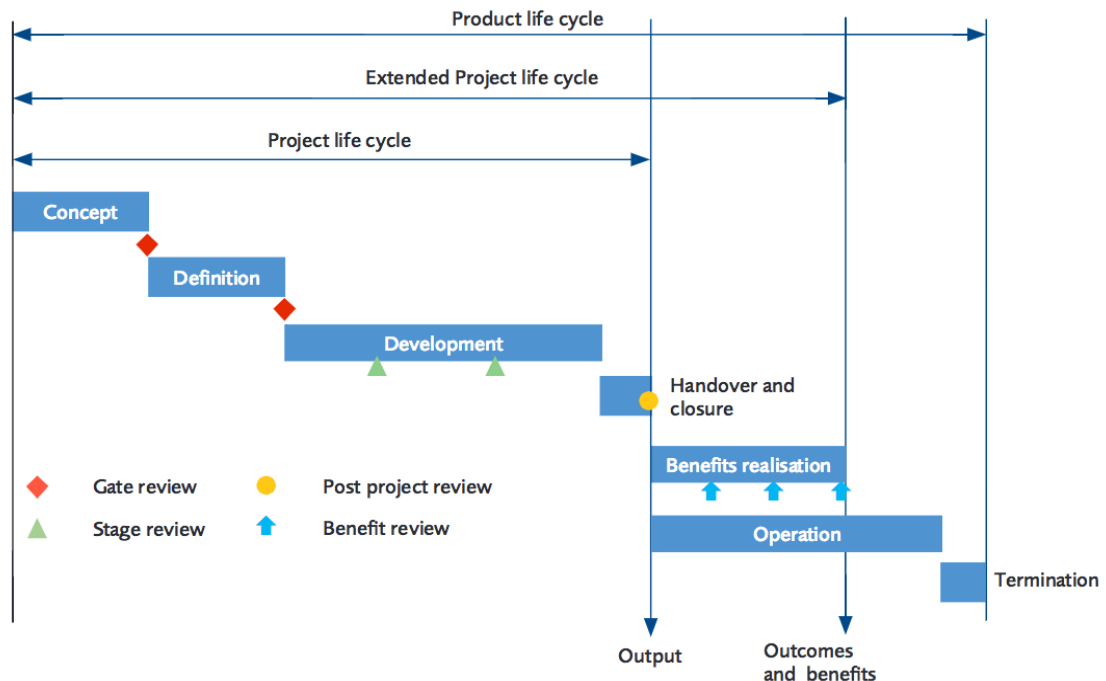 Product life cycle
Extended Project life cycle
Project life cycle
Concept
Definition
Development
Handover and
closure
Benefits realisation
Gate review
Post project review
Stage review
Benefit review
Operation
Termination
Output
Outcomes
and benefits